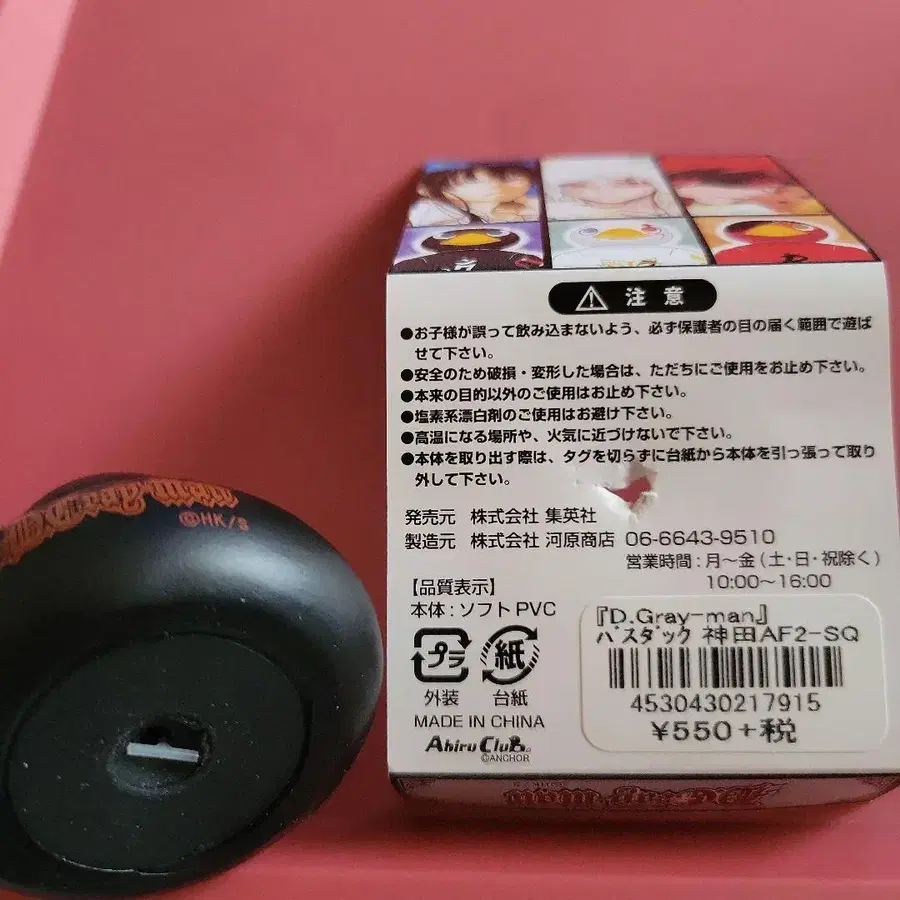 注意
●お子様が誤って飲み込まないよう、必ず保護者の目の届く範囲で遊ば
せて下さい。
●安全のため破損・変形した場合は、ただちにご使用をお止め下さい。
●本来の目的以外のご使用はお止め下さい。
●塩素系漂白剤のご使用はお避け下さい。
●高温になる場所や、火気に近づけないで下さい。
●本体を取り出す際は、タグを切らずに台紙から本体を引っ張って取り
外して下さい。
発売元 株式会社 集英社
製造元 株式会社 河原商店 06-6643-9510
営業時間:月～金(土・日・祝除く)
10:00～16:00
【品質表示】
本体:ソフトPVC
プラ
紙
外装
台紙
MADE IN CHINA
Ahiru Club®
©ANCHOR
『D.Gray-man』
バスダック 神田AF2-SQ
4530430217915
¥550+税
D.Gray-man
©HK/S